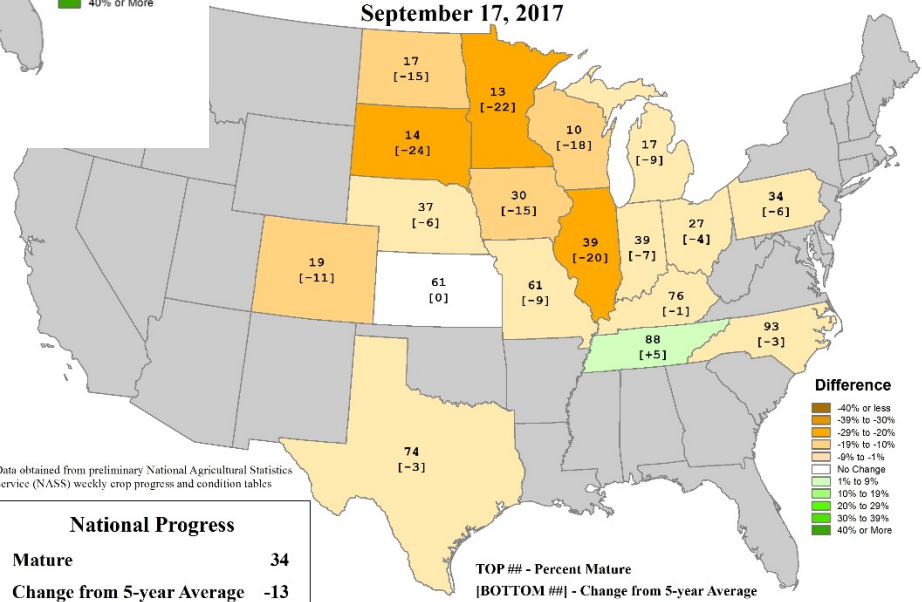 40% or More
September 17, 2017
17
[-15]
13
[-22]
14
[-24]
10
[-18]
17
[-9]
37
[-6]
30
[-15]
34
[-6]
39
[-20]
39
[-7]
27
[-4]
19
[-11]
61
[0]
61
[-9]
76
[-1]
88
[+5]
93
[-3]
74
[-3]
Difference
-40% or less
-39% to -30%
-29% to -20%
-19% to -10%
-9% to -1%
No Change
1% to 9%
10% to 19%
20% to 29%
30% to 39%
40% or More
Data obtained from preliminary National Agricultural Statistics
Service (NASS) weekly crop progress and condition tables
National Progress
Mature 34
Change from 5-year Average -13
TOP ## - Percent Mature
[BOTTOM ##] - Change from 5-year Average